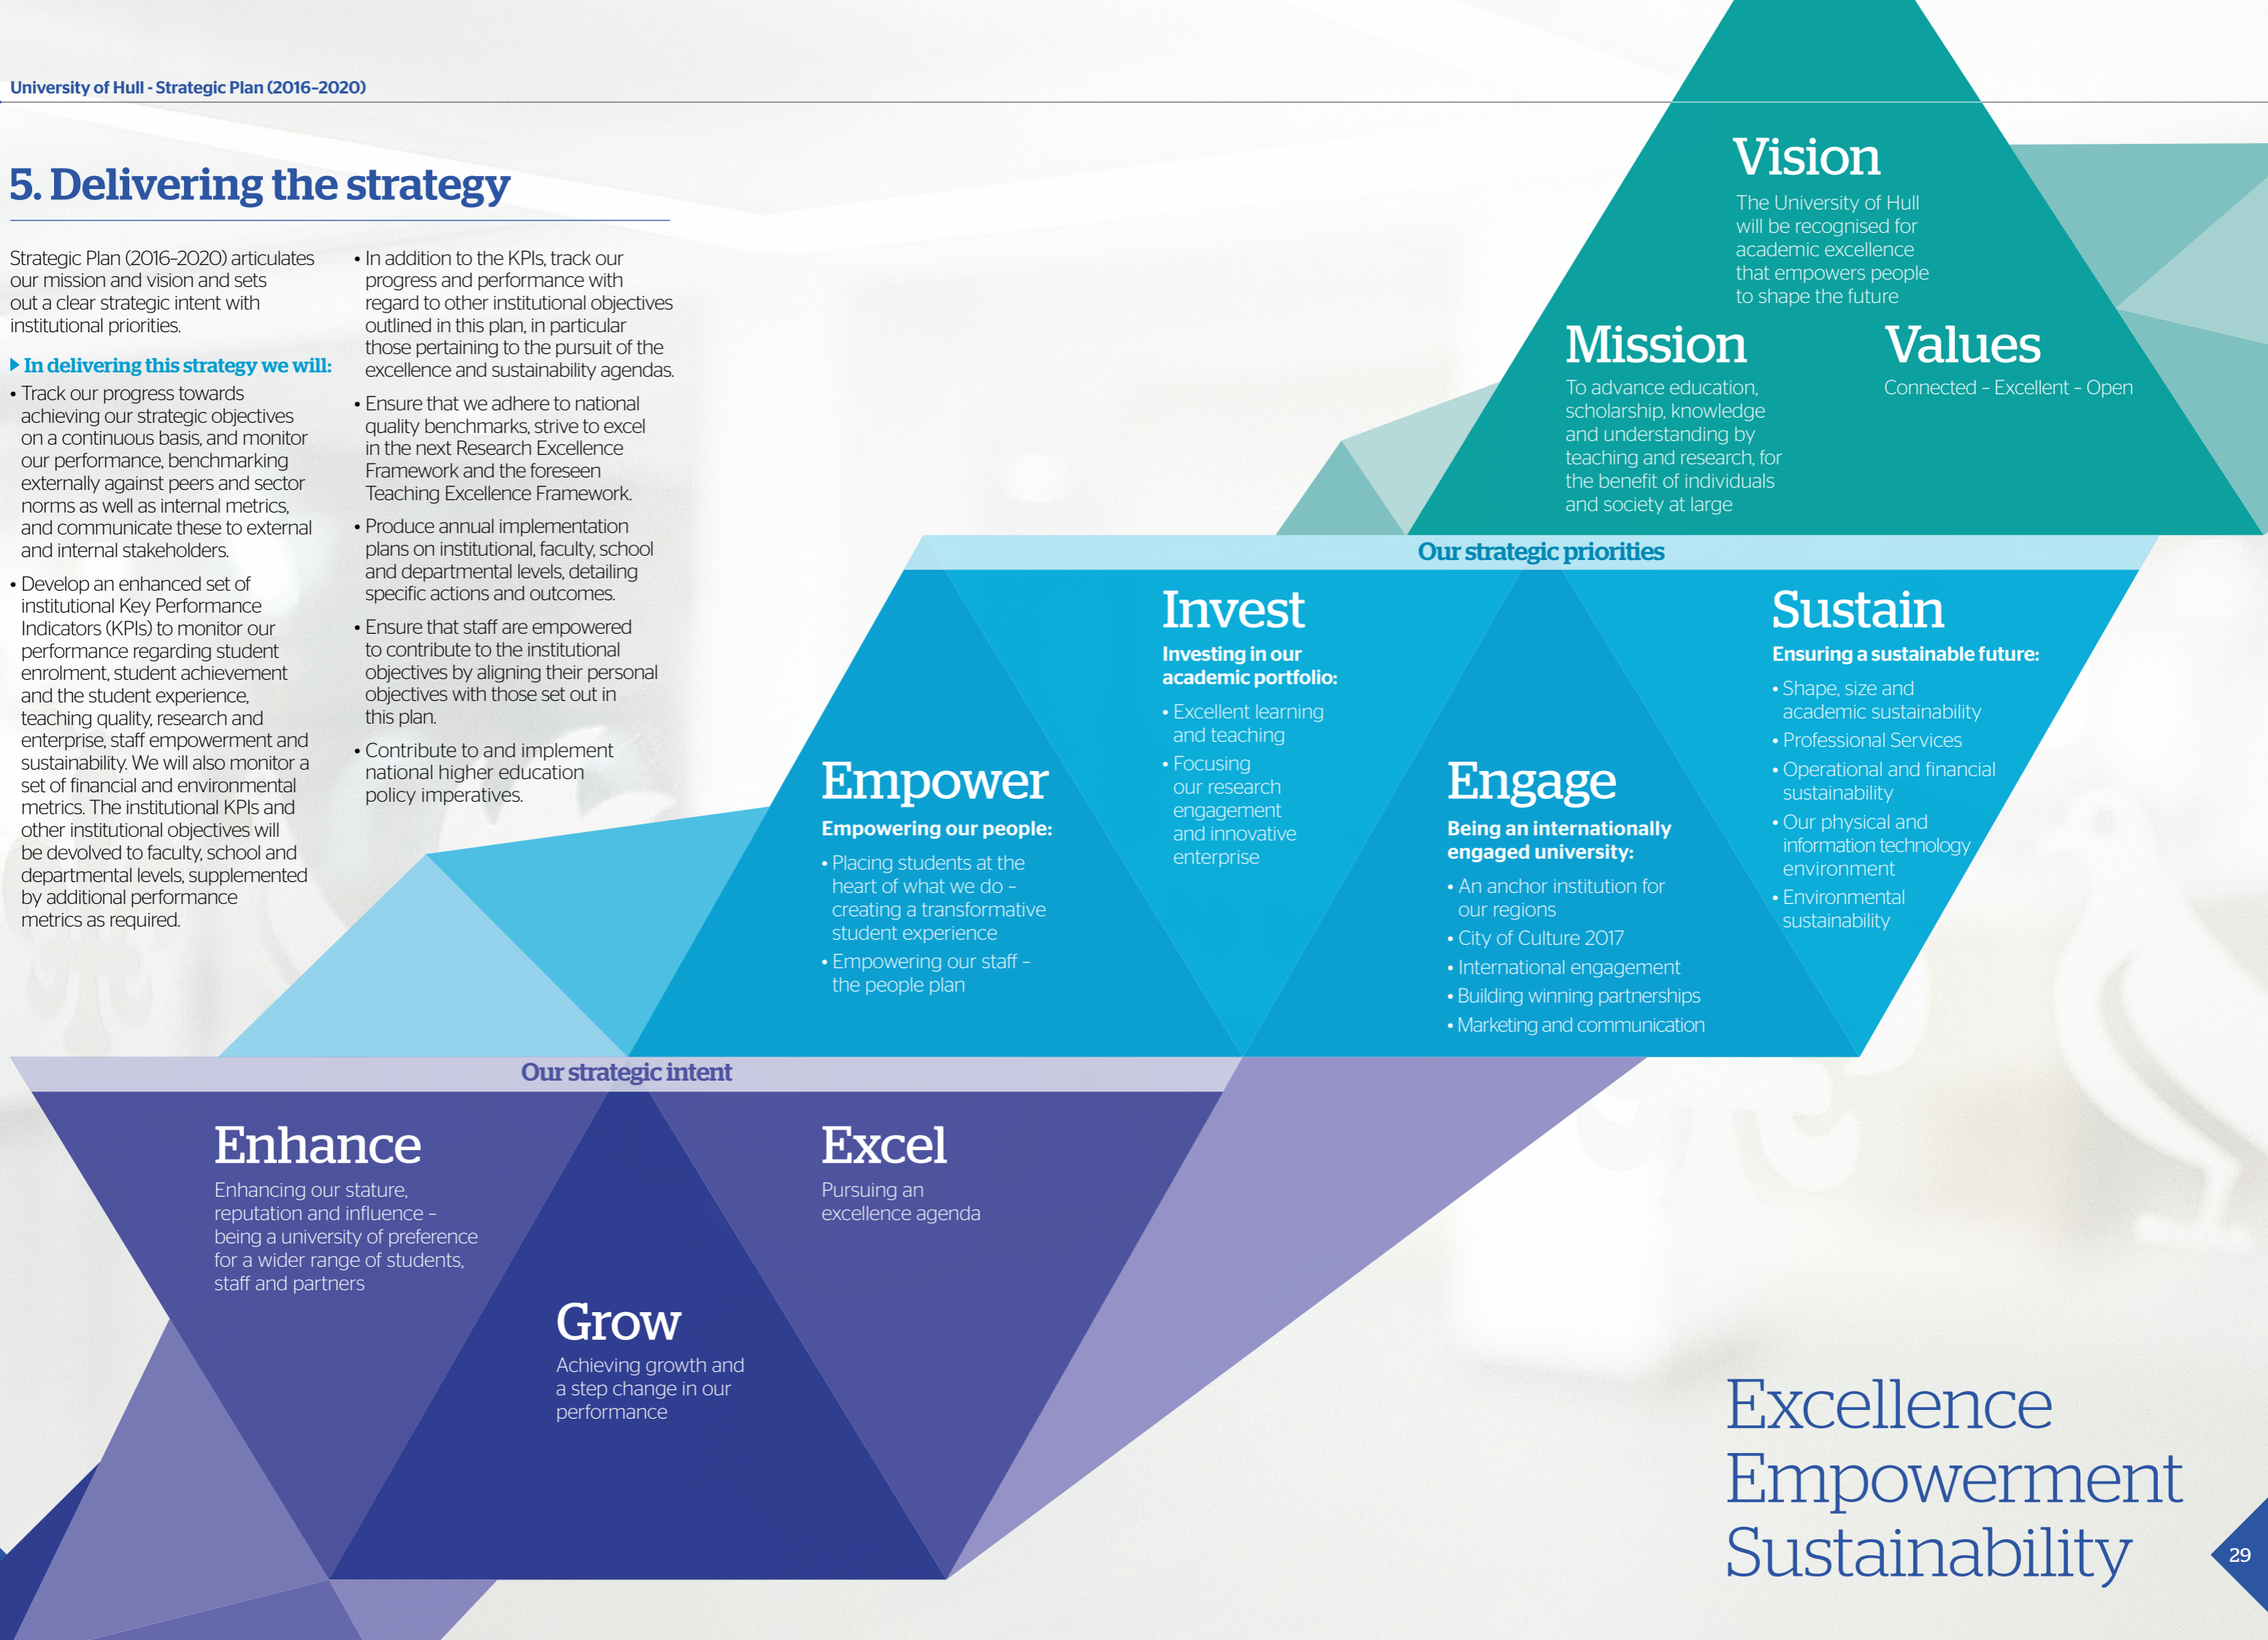 University of Hull - Strategic Plan (2016–2020)
5. Delivering the strategy
Strategic Plan (2016–2020) articulates
our mission and vision and sets
out a clear strategic intent with
institutional priorities.
In delivering this strategy we will:
• Track our progress towards
achieving our strategic objectives
on a continuous basis, and monitor
our performance, benchmarking
externally against peers and sector
norms as well as internal metrics,
and communicate these to external
and internal stakeholders.
• Develop an enhanced set of
institutional Key Performance
Indicators (KPIs) to monitor our
performance regarding student
enrolment, student achievement
and the student experience,
teaching quality, research and
enterprise, staff empowerment and
sustainability. We will also monitor a
set of financial and environmental
metrics. The institutional KPIs and
other institutional objectives will
be devolved to faculty, school and
departmental levels, supplemented
by additional performance
metrics as required.
• In addition to the KPIs, track our
progress and performance with
regard to other institutional objectives
outlined in this plan, in particular
those pertaining to the pursuit of the
excellence and sustainability agendas.
• Ensure that we adhere to national
quality benchmarks, strive to excel
in the next Research Excellence
Framework and the foreseen
Teaching Excellence Framework.
• Produce annual implementation
plans on institutional, faculty, school
and departmental levels, detailing
specific actions and outcomes.
• Ensure that staff are empowered
to contribute to the institutional
objectives by aligning their personal
objectives with those set out in
this plan.
• Contribute to and implement
national higher education
policy imperatives.
Vision
The University of Hull
will be recognised for
academic excellence
that empowers people
to shape the future
Mission
To advance education,
scholarship, knowledge
and understanding by
teaching and research, for
the benefit of individuals
and society at large
Values
Connected – Excellent – Open
Our strategic priorities
Empower
Empowering our people:
• Placing students at the
heart of what we do –
creating a transformative
student experience
• Empowering our staff –
the people plan
Invest
Investing in our
academic portfolio:
• Excellent learning
and teaching
• Focusing
our research
engagement
and innovative
enterprise
Engage
Being an internationally
engaged university:
• An anchor institution for
our regions
• City of Culture 2017
• International engagement
• Building winning partnerships
• Marketing and communication
Sustain
Ensuring a sustainable future:
• Shape, size and
academic sustainability
• Professional Services
• Operational and financial
sustainability
• Our physical and
information technology
environment
• Environmental
sustainability
Our strategic intent
Enhance
Enhancing our stature,
reputation and influence –
being a university of preference
for a wider range of students,
staff and partners
Grow
Achieving growth and
a step change in our
performance
Excel
Pursuing an
excellence agenda
Excellence
Empowerment
Sustainability
29